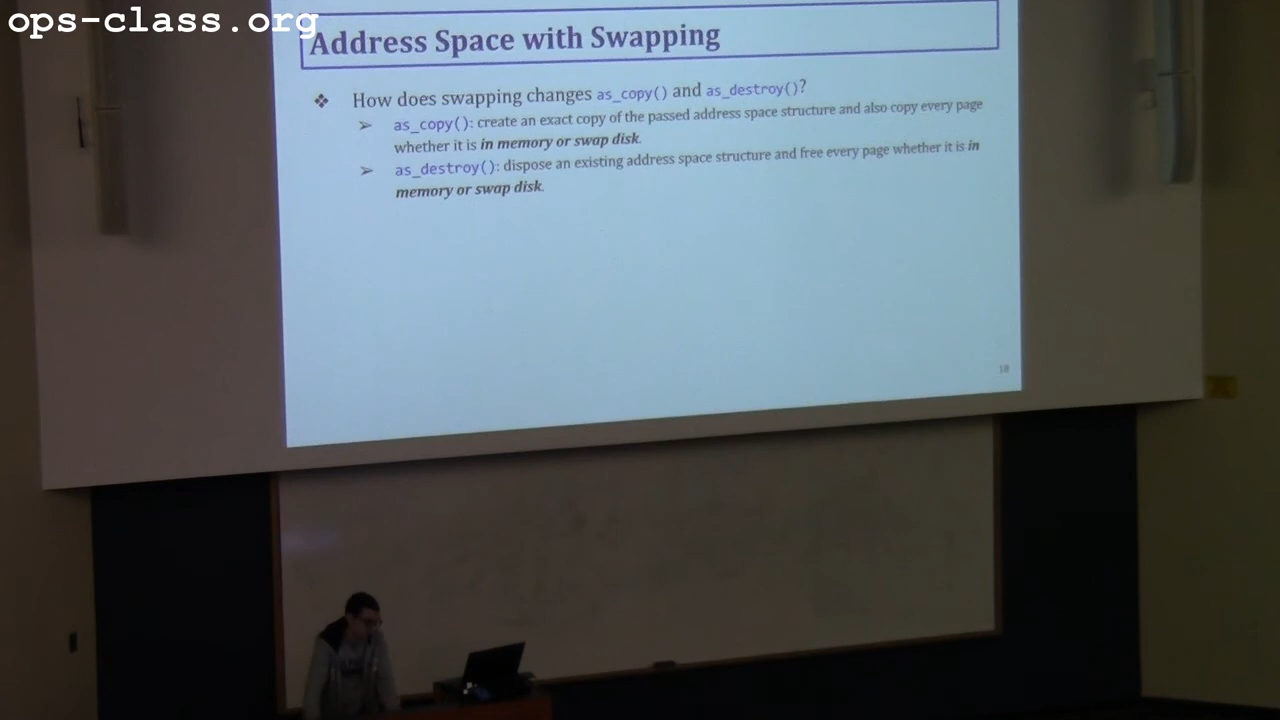 ops-class.org
Address Space with Swapping
❖ How does swapping changes as_copy() and as_destroy()?
➢ as_copy(): create an exact copy of the passed address space structure and also copy every page
whether it is in memory or swap disk.
➢ as_destroy(): dispose an existing address space structure and free every page whether it is in
memory or swap disk.
18